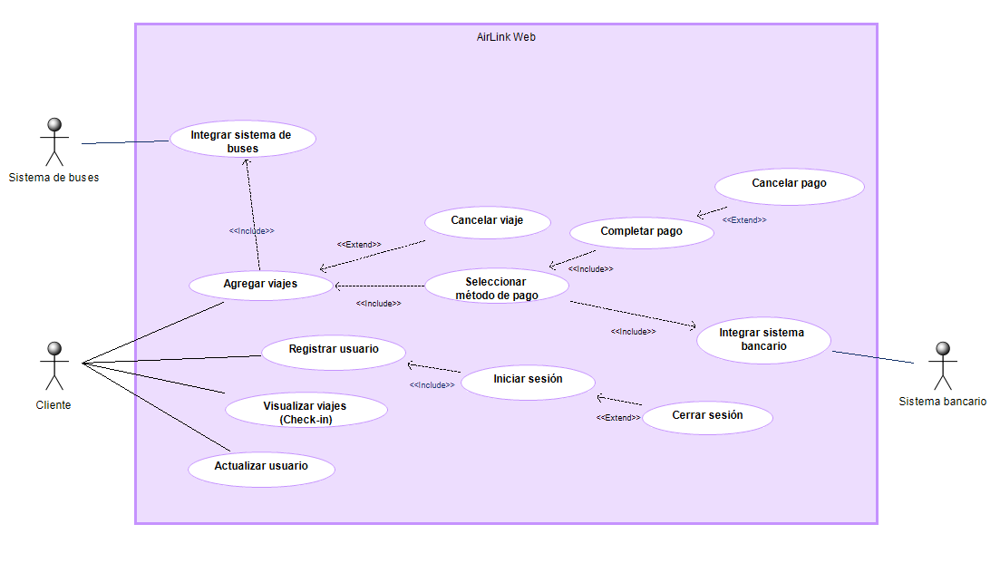 AirLink Web
Integrar sistema de
buses
Sistema de buses
Cancelar pago
Cancelar viaje
<<Extend>>
Completar pago
<<Include>>
<<Extend>>
<<Include>>
Agregar viajes
Seleccionar
método de pago
<<Include>>
<<Include>>
Integrar sistema
bancario
Registrar usuario
Iniciar sesión
<<Include>>
Cliente
Sistema bancario
Visualizar viajes
(Check-in)
Cerrar sesión
<<Extend>>
Actualizar usuario